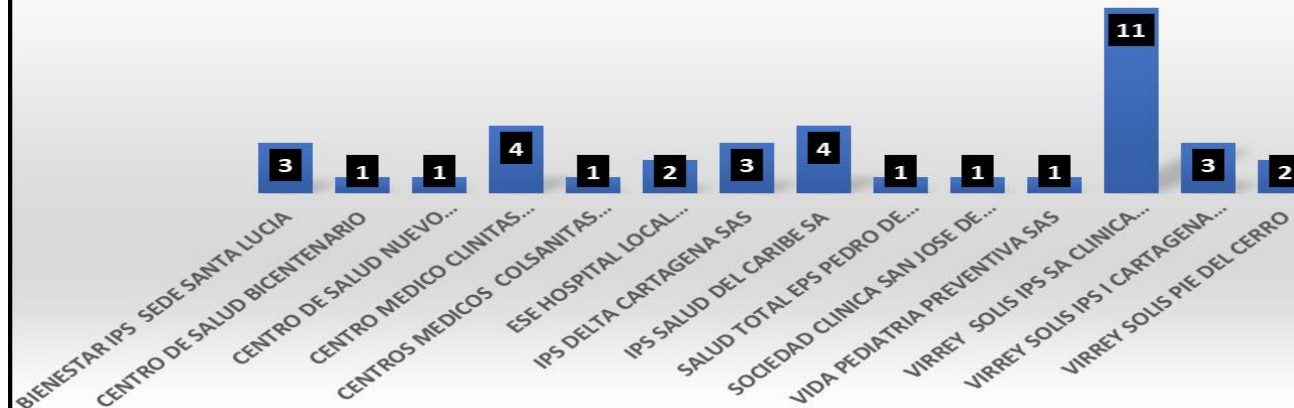 3
1
1
4
1
2
3
4
1
1
1
11
3
2
BIENESTAR IPS SEDE SANTA LUCIA
CENTRO DE SALUD BICENTENARIO
CENTRO DE SALUD NUEVO...
CENTRO MEDICO CLINITAS...
CENTROS MEDICOS COLSANITAS...
ESE HOSPITAL LOCAL...
IPS DELTA CARTAGENA SAS
IPS SALUD DEL CARIBE SA
SALUD TOTAL EPS PEDRO DE...
SOCIEDAD CLINICA SAN JOSE DE...
VIDA PEDIATRIA PREVENTIVA SAS
VIRREY SOLIS IPS SA CLINICA...
VIRREY SOLIS IPS I CARTAGENA...
VIRREY SOLIS PIE DEL CERRO